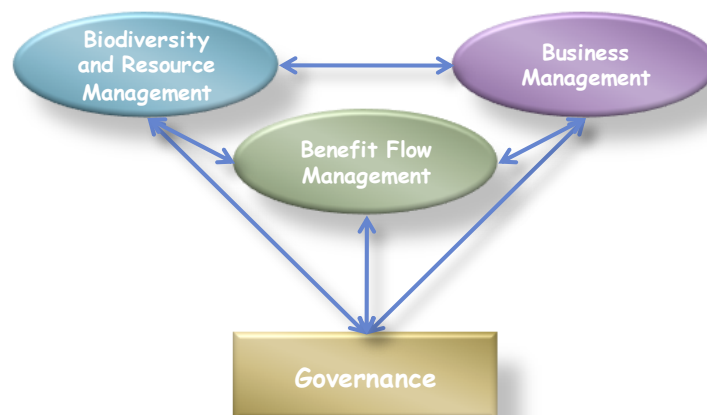 Biodiversity
and Resource
Management
Business
Management
Benefit Flow
Management
Governance